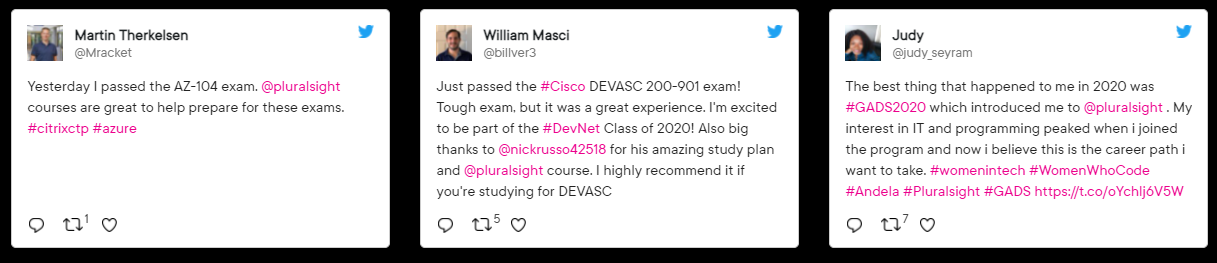 Martin Therkelsen
@Mracket
Yesterday I passed the AZ-104 exam. @pluralsight
courses are great to help prepare for these exams.
#citrixctp #azure
1
William Masci
@billver3
Just passed the #Cisco DEVASC 200-901 exam!
Tough exam, but it was a great experience. I'm excited
to be part of the #DevNet Class of 2020! Also big
thanks to @nickrusso42518 for his amazing study plan
and @pluralsight course. I highly recommend it if
you're studying for DEVASC
5
Judy
@judy_seyram
The best thing that happened to me in 2020 was
#GADS2020 which introduced me to @pluralsight . My
interest in IT and programming peaked when i joined
the program and now i believe this is the career path i
want to take. #womenintech #WomenWhoCode
#Andela #Pluralsight #GADS https://t.co/oYchlj6V5W
7